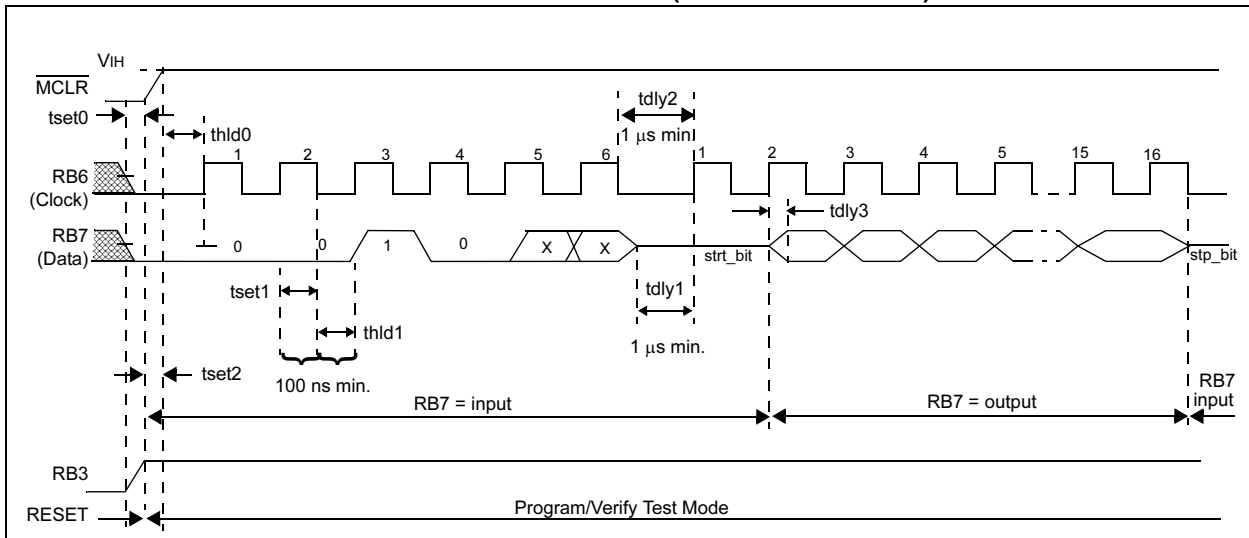 VIH
MCLR
tset0
thld0
tdly2
1 µs min
RB6
(Clock)
1 2 3 4 5 6 1 2 3 4 5 15 16
tdly3
RB7
(Data)
0 0 1 0 X X strt_bit stp_bit
tset1
tdly1
thld1
1 µs min.
100 ns min.
tset2
RB7 = input
RB7 = output
RB7
input
RB3
RESET
Program/Verify Test Mode